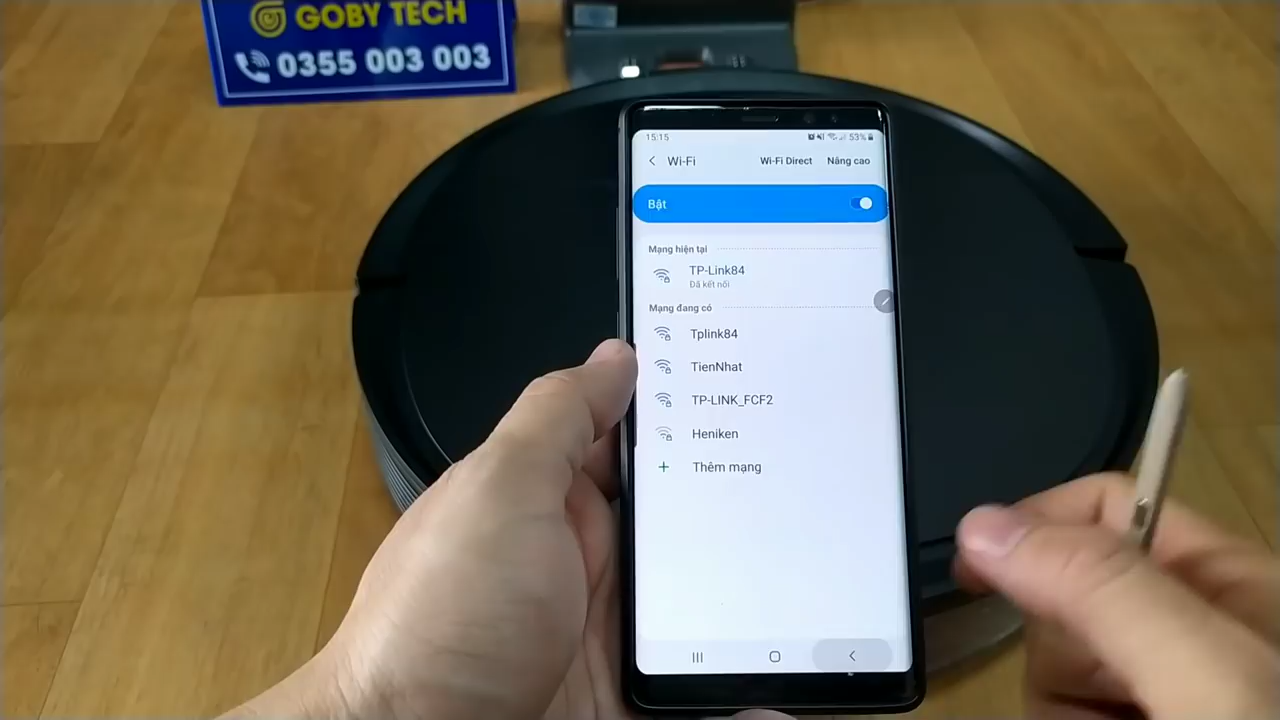 GOBY TECH
0355 003 003
15:15
53%
Wi-Fi
Wi-Fi Direct
Nâng cao
Bật
Mạng hiện tại
TP-Link84
Đã kết nối
Mạng đang có
Tplink84
TienNhat
TP-LINK_FCF2
Heniken
Thêm mạng